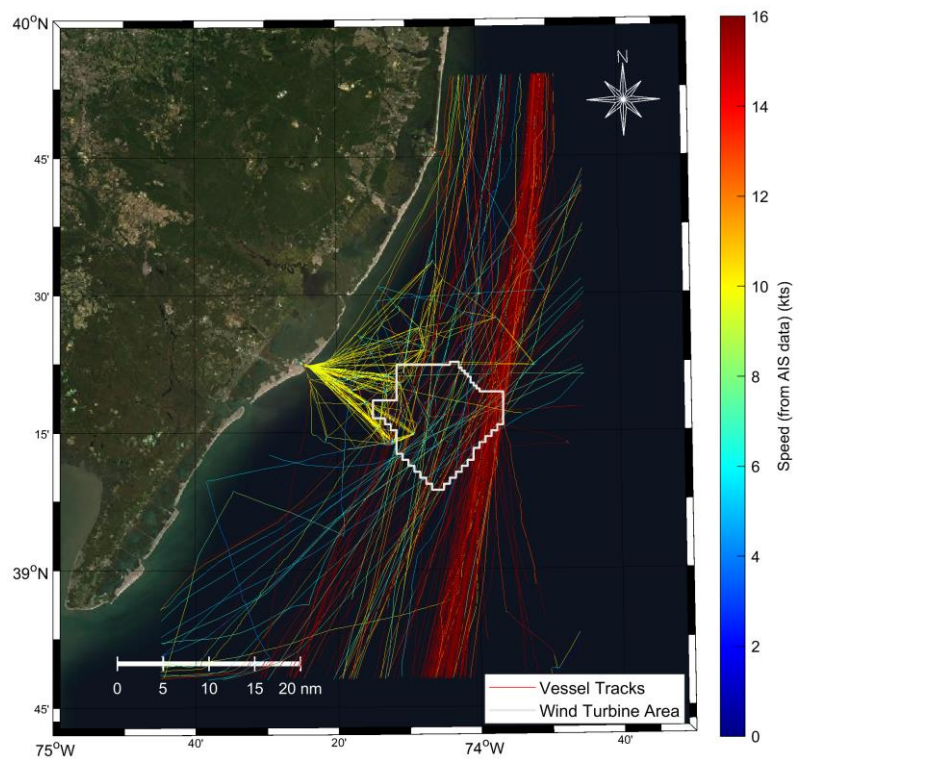 40°N
45'
30'
15'
39°N
45'
75°W
40'
20'
74°W
40'
N
0 5 10 15 20 nm
Vessel Tracks
Wind Turbine Area
16
14
12
10
8
6
4
2
0
Speed (from AIS data) (kts)